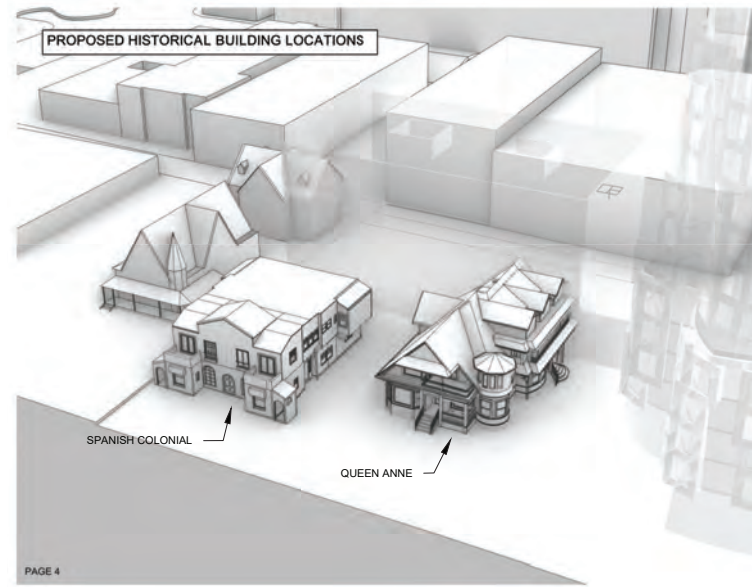 PROPOSED HISTORICAL BUILDING LOCATIONS
SPANISH COLONIAL
QUEEN ANNE
PAGE 4